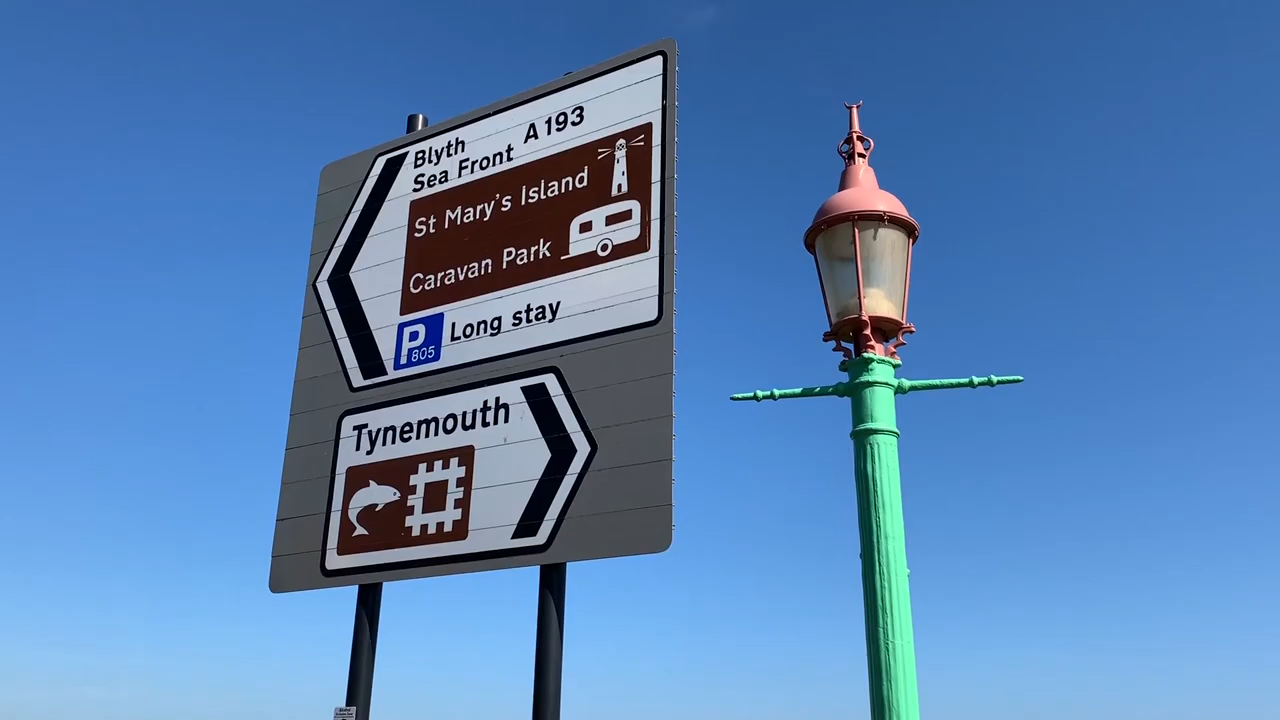 A 193
Blyth
Sea Front
St Mary's Island
Caravan Park
P 805 Long stay
Tynemouth